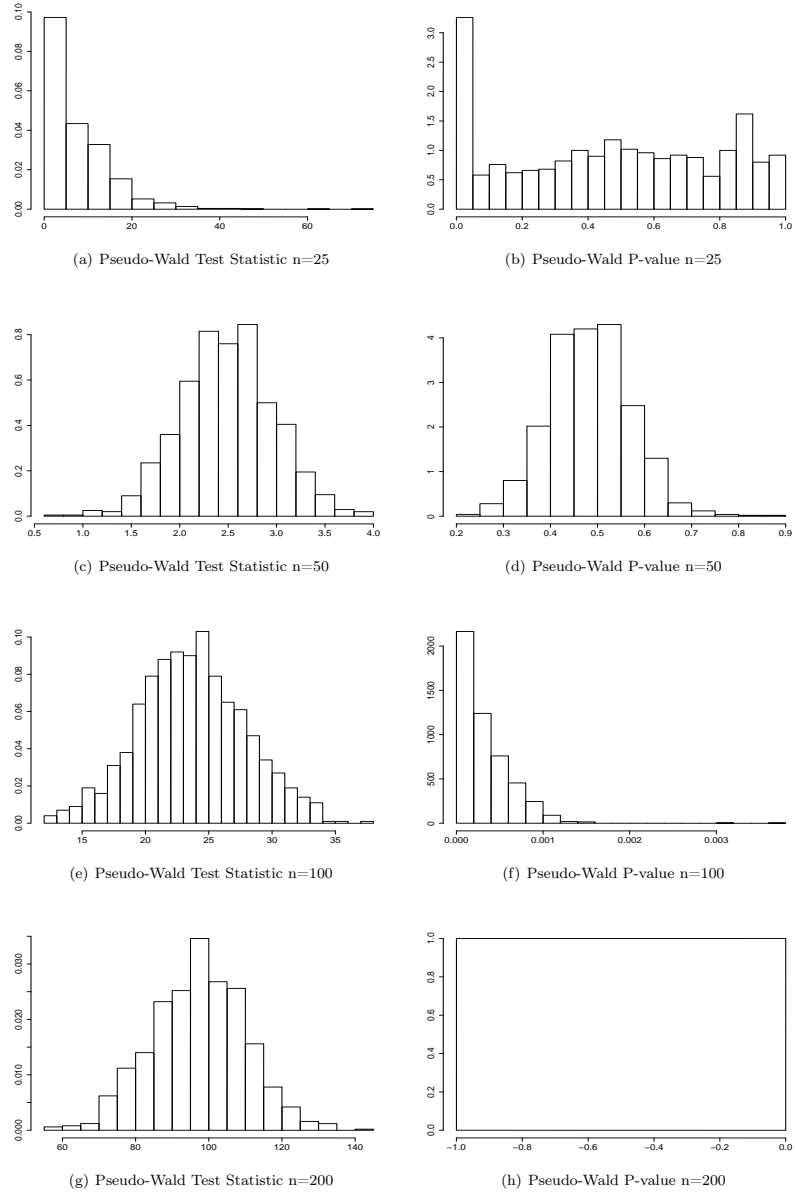 0.00 0.02 0.04 0.06 0.08 0.10
0 20 40 60
(a) Pseudo-Wald Test Statistic n=25
0.0 0.5 1.0 1.5 2.0 2.5 3.0
0.0 0.2 0.4 0.6 0.8 1.0
(b) Pseudo-Wald P-value n=25
0.0 0.2 0.4 0.6 0.8
0.5 1.0 1.5 2.0 2.5 3.0 3.5 4.0
(c) Pseudo-Wald Test Statistic n=50
0 1 2 3 4
0.2 0.3 0.4 0.5 0.6 0.7 0.8 0.9
(d) Pseudo-Wald P-value n=50
0.00 0.02 0.04 0.06 0.08 0.10
15 20 25 30 35
(e) Pseudo-Wald Test Statistic n=100
0 500 1000 1500 2000
0.000 0.001 0.002 0.003
(f) Pseudo-Wald P-value n=100
0.000 0.010 0.020 0.030
60 80 100 120 140
(g) Pseudo-Wald Test Statistic n=200
0.0 0.2 0.4 0.6 0.8 1.0
−1.0 −0.8 −0.6 −0.4 −0.2 0.0
(h) Pseudo-Wald P-value n=200